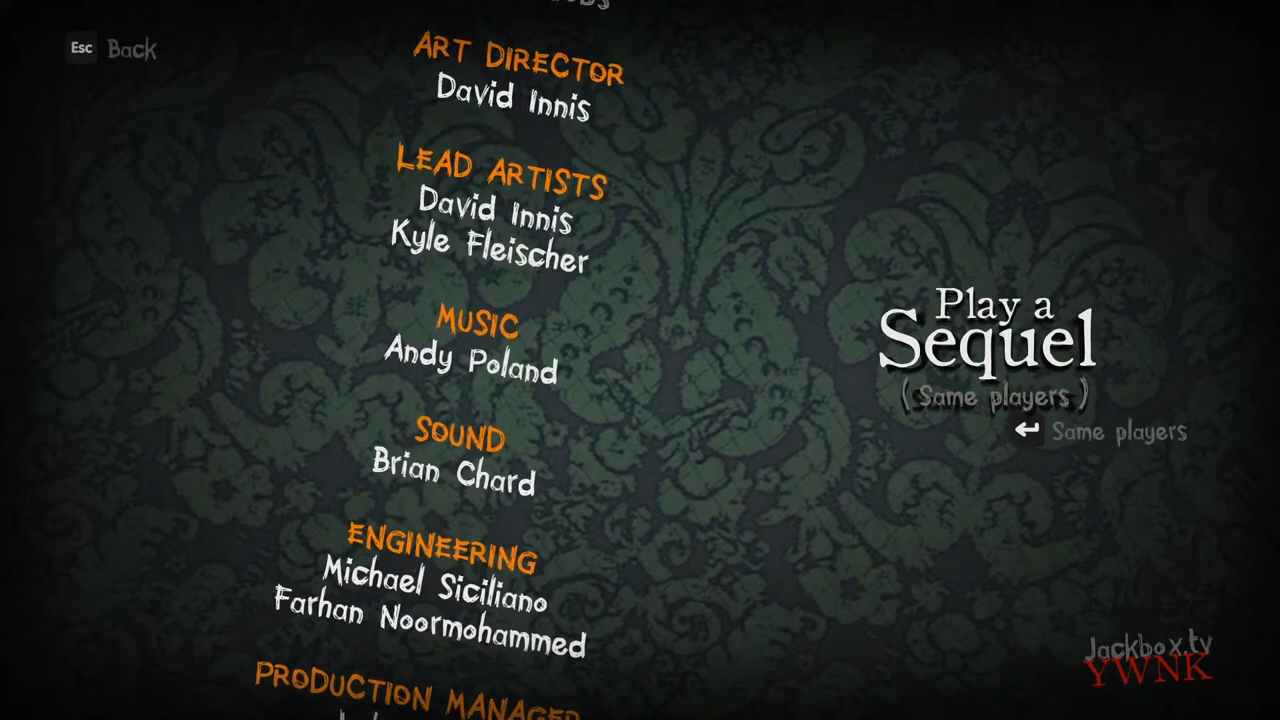 Esc Back
ART DIRECTOR
David Innis
LEAD ARTISTS
David Innis
Kyle Fleischer
MUSIC
Andy Poland
SOUND
Brian Chard
ENGINEERING
Michael Siciliano
Farhan Noormohammed
PRODUCTION MANAGER
Play a
Sequel
(Same players)
Same players
Jackbox.tv
YWNK